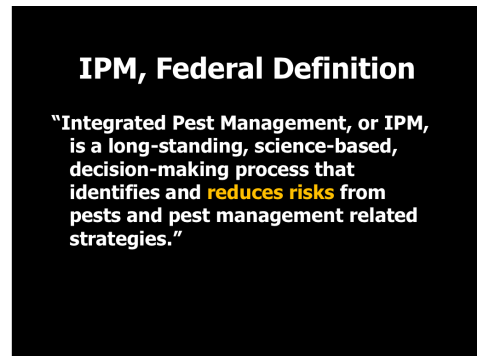 IPM, Federal Definition
“Integrated Pest Management, or IPM,
is a long-standing, science-based,
decision-making process that
identifies and reduces risks from
pests and pest management related
strategies.”